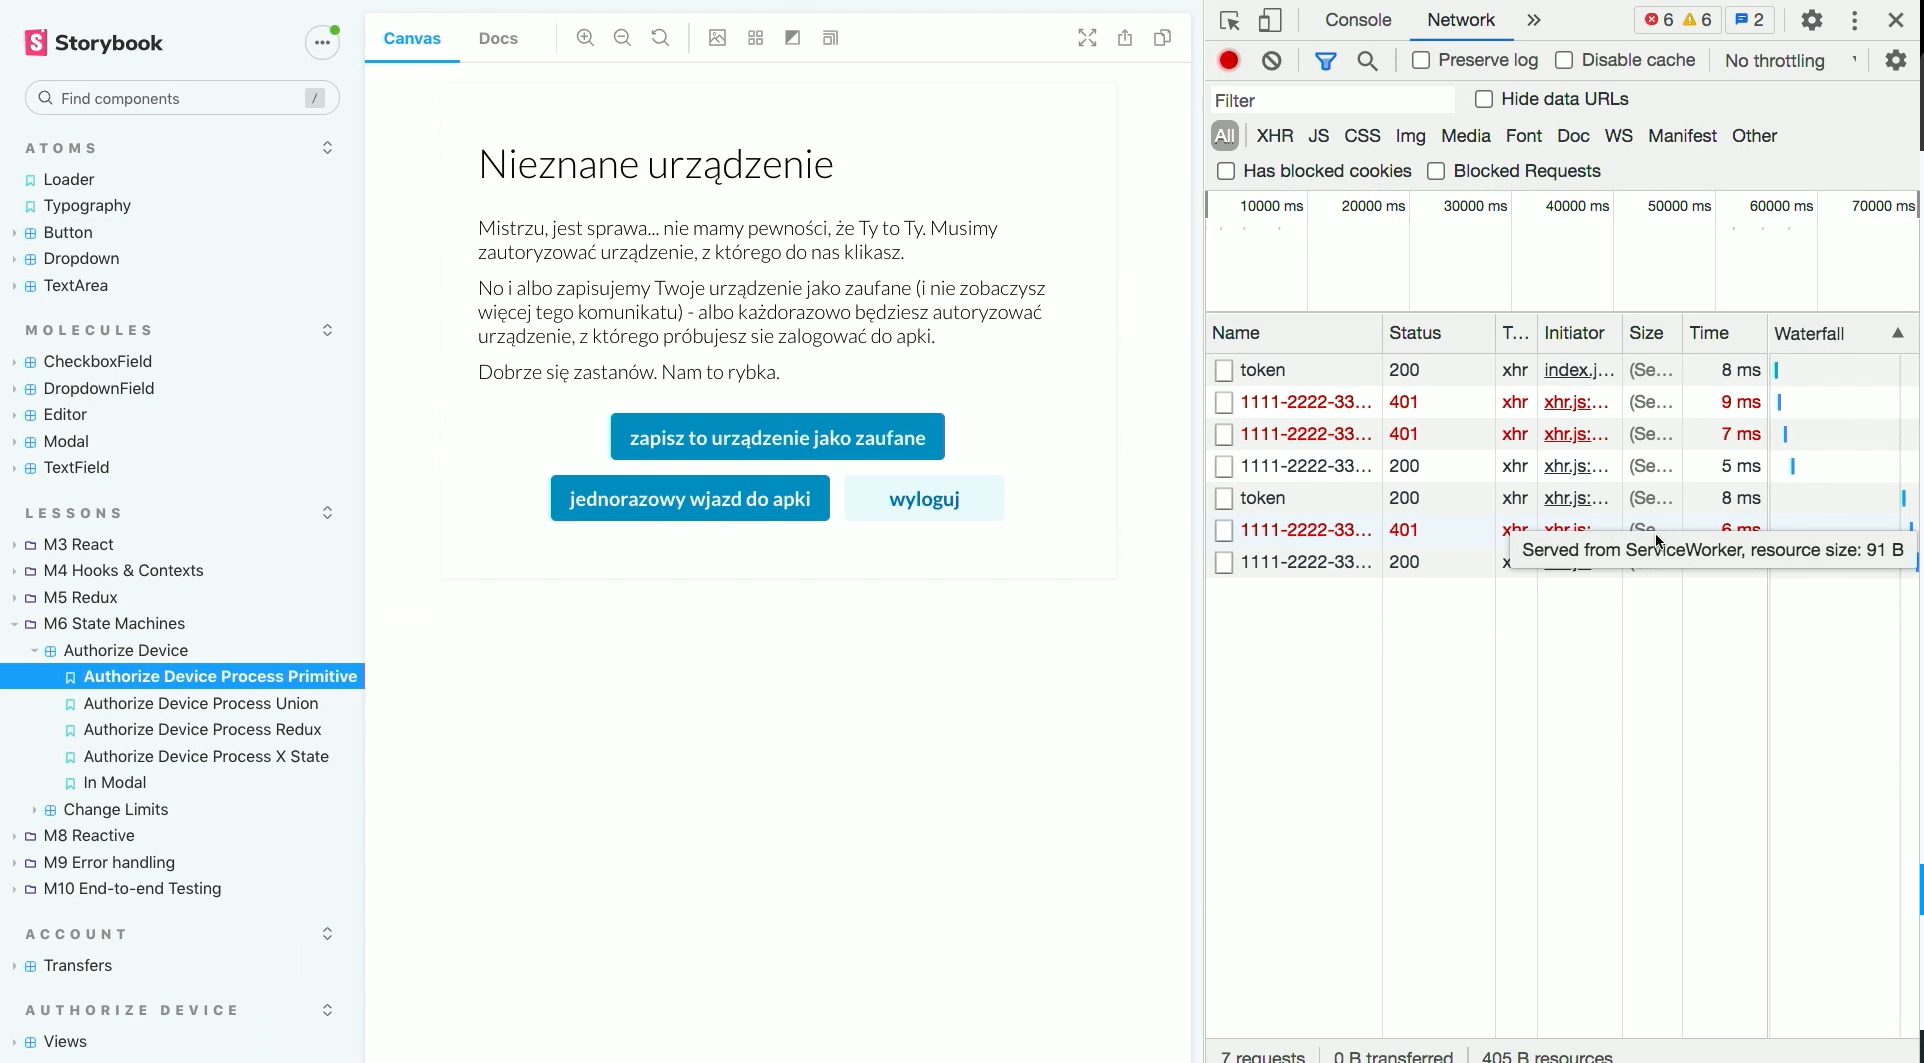 Storybook
Find components
/
ATOMS
Loader
Typography
Button
Dropdown
TextArea
MOLECULES
CheckboxField
DropdownField
Editor
Modal
TextField
LESSONS
M3 React
M4 Hooks & Contexts
M5 Redux
M6 State Machines
Authorize Device
Authorize Device Process Primitive
Authorize Device Process Union
Authorize Device Process Redux
Authorize Device Process X State
In Modal
Change Limits
M8 Reactive
M9 Error handling
M10 End-to-end Testing
ACCOUNT
Transfers
AUTHORIZE DEVICE
Views
Canvas Docs
Nieznane urządzenie
Mistrzu, jest sprawa... nie mamy pewności, że Ty to Ty. Musimy
zautoryzować urządzenie, z którego do nas klikasz.
No i albo zapisujemy Twoje urządzenie jako zaufane (i nie zobaczysz
więcej tego komunikatu) - albo każdorazowo będziesz autoryzować
urządzenie, z którego próbujesz sie zalogować do apki.
Dobrze się zastanów. Nam to rybka.
zapisz to urządzenie jako zaufane
jednorazowy wjazd do apki wyloguj
Console Network 6 6 2
Preserve log Disable cache No throttling
Filter Hide data URLs
All XHR JS CSS Img Media Font Doc WS Manifest Other
Has blocked cookies Blocked Requests
10000 ms 20000 ms 30000 ms 40000 ms 50000 ms 60000 ms 70000 ms
Name Status T... Initiator Size Time Waterfall
token 200 xhr index.j... (Se... 8 ms
1111-2222-33... 401 xhr xhr.js:... (Se... 9 ms
1111-2222-33... 401 xhr xhr.js:... (Se... 7 ms
1111-2222-33... 200 xhr xhr.js:... (Se... 5 ms
token 200 xhr xhr.js:... (Se... 8 ms
1111-2222-33... 401 xhr xhr.js: (Se 6 ms
Served from ServiceWorker, resource size: 91 B
1111-2222-33... 200
7 requests 0 B transferred 405 B resources